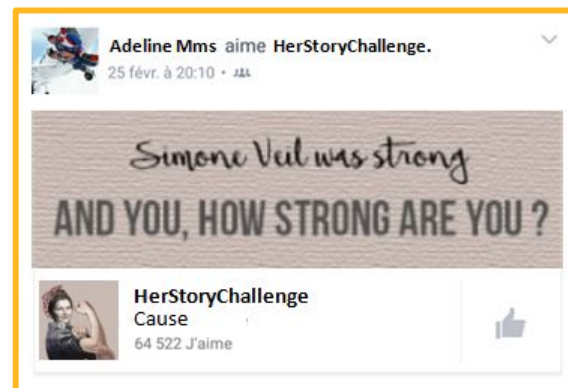 Adeline Mms aime HerStoryChallenge.
25 févr. à 20:10 •
Simone Veil was strong
AND YOU, HOW STRONG ARE YOU ?
HerStoryChallenge
Cause
64 522 J'aime